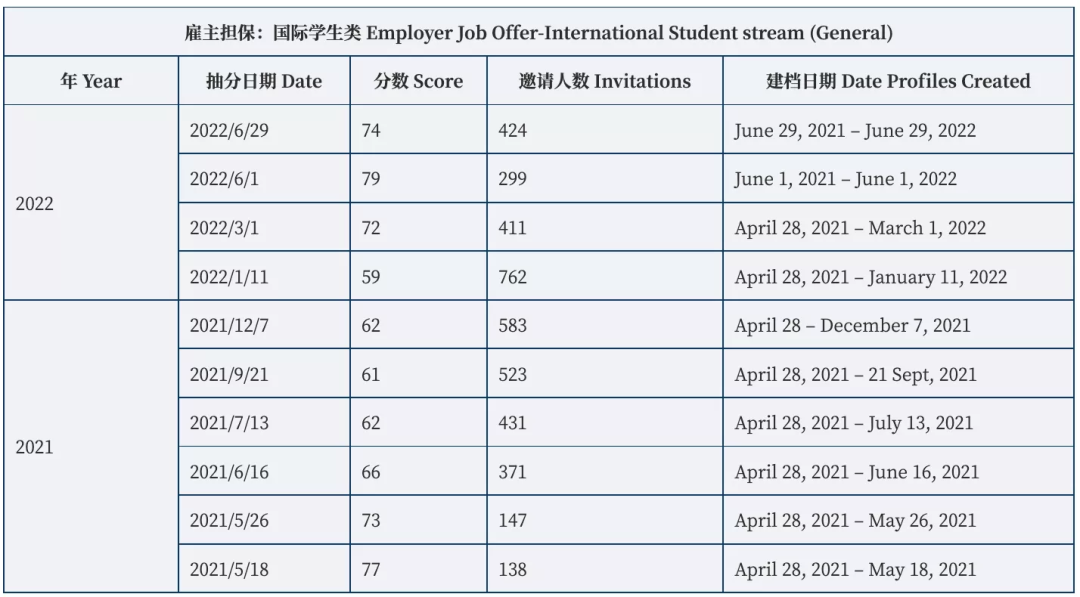 雇主担保：国际学生类 Employer Job Offer-International Student stream (General)
年 Year 抽分日期 Date 分数 Score 邀请人数 Invitations 建档日期 Date Profiles Created
2022/6/29 74 424 June 29, 2021 – June 29, 2022
2022/6/1 79 299 June 1, 2021 – June 1, 2022
2022
2022/3/1 72 411 April 28, 2021 – March 1, 2022
2022/1/11 59 762 April 28, 2021 – January 11, 2022
2021/12/7 62 583 April 28 – December 7, 2021
2021/9/21 61 523 April 28, 2021 – 21 Sept, 2021
2021/7/13 62 431 April 28, 2021 – July 13, 2021
2021
2021/6/16 66 371 April 28, 2021 – June 16, 2021
2021/5/26 73 147 April 28, 2021 – May 26, 2021
2021/5/18 77 138 April 28, 2021 – May 18, 2021